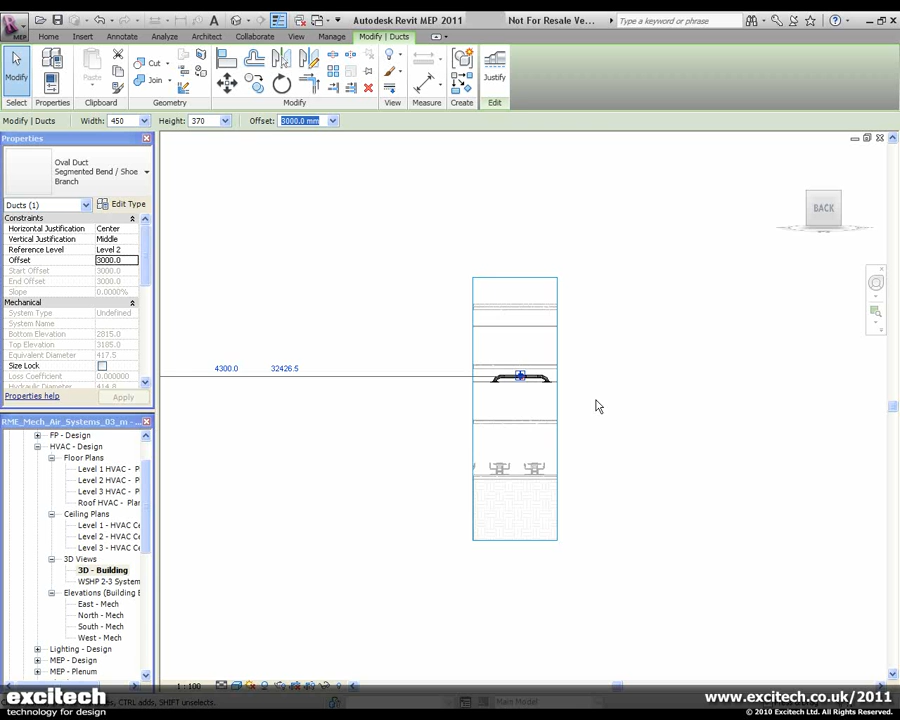 MEP
Autodesk Revit MEP 2011
Not For Resale Ve...
Type a keyword or phrase
Home
Insert
Annotate
Analyze
Architect
Collaborate
View
Manage
Modify | Ducts
Modify
Paste
Cut
Join
Justify
Select
Properties
Clipboard
Geometry
Modify
View
Measure
Create
Edit
Modify | Ducts
Width: 450
Height: 370
Offset: 3000.0 mm
Properties
Oval Duct
Segmented Bend / Shoe
Branch
Ducts (1)
Edit Type
Constraints
Horizontal Justification Center
Vertical Justification Middle
Reference Level Level 2
Offset 3000.0
Start Offset 3000.0
End Offset 3000.0
Slope 0.0000%
Mechanical
System Type Undefined
System Name
Bottom Elevation 2815.0
Top Elevation 3185.0
Equivalent Diameter 417.5
Size Lock
Loss Coefficient 0.000000
Hydraulic Diameter 414.8
Properties help
Apply
RME_Mech_Air_Systems_03_m - ...
FP - Design
HVAC - Design
Floor Plans
Level 1 HVAC - P
Level 2 HVAC - P
Level 3 HVAC - P
Roof HVAC - Plan
Ceiling Plans
Level 1 - HVAC Ce
Level 2 - HVAC Ce
Level 3 - HVAC Ce
3D Views
3D - Building
WSHP 2-3 System
Elevations (Building E
East - Mech
North - Mech
South - Mech
West - Mech
Lighting - Design
MEP - Design
MEP - Plenum
4300.0
32426.5
BACK
1 : 100
CTRL adds, SHIFT unselects.
Main Model
excitech
technology for design
www.excitech.co.uk/2011
© 2010 Excitech Ltd. All Rights Reserved.